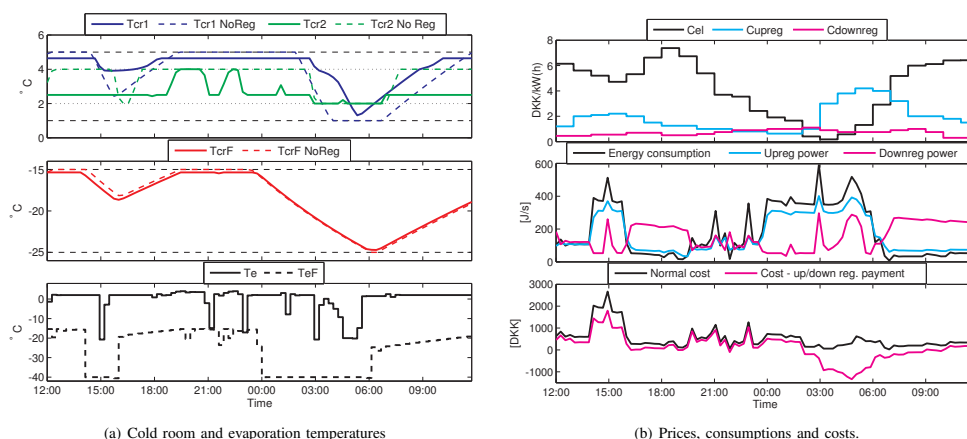 Tcr1 Tcr1 NoReg Tcr2 Tcr2 No Reg
6
4
2
0
° C
TcrF TcrF NoReg
-15
-20
-25
° C
Te TeF
0
-10
-20
-30
-40
° C
12:00 15:00 18:00 21:00 00:00 03:00 06:00 09:00
Time
(a) Cold room and evaporation temperatures
Cel Cupreg Cdownreg
8
6
4
2
0
DKK/kW(h)
Energy consumption Upreg power Downreg power
600
400
200
0
[J/s]
Normal cost Cost - up/down reg. payment
3000
2000
1000
0
-1000
[DKK]
12:00 15:00 18:00 21:00 00:00 03:00 06:00 09:00
Time
(b) Prices, consumptions and costs.